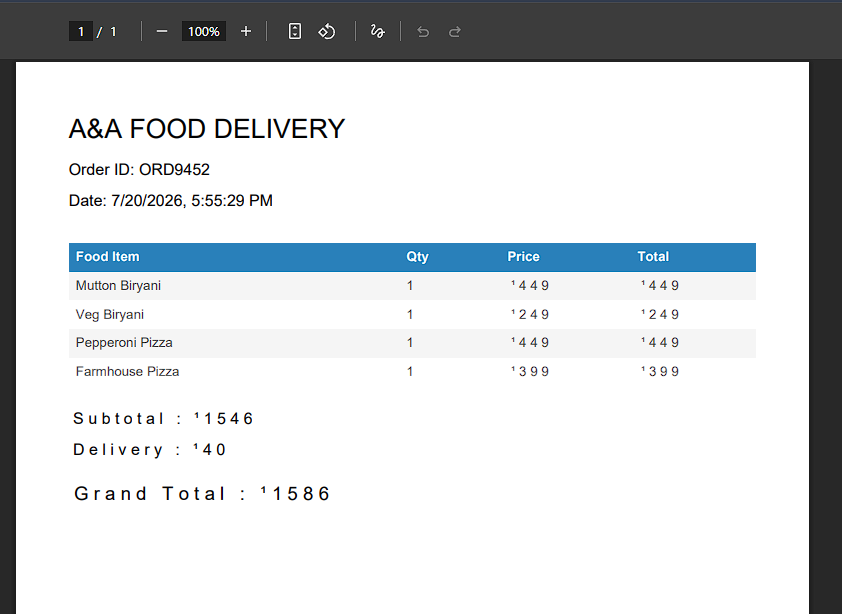 1 / 1 100%
A&A FOOD DELIVERY
Order ID: ORD9452
Date: 7/20/2026, 5:55:29 PM
Food Item Qty Price Total
Mutton Biryani 1 ¹449 ¹449
Veg Biryani 1 ¹249 ¹249
Pepperoni Pizza 1 ¹449 ¹449
Farmhouse Pizza 1 ¹399 ¹399
Subtotal : ¹1546
Delivery : ¹40
Grand Total : ¹1586